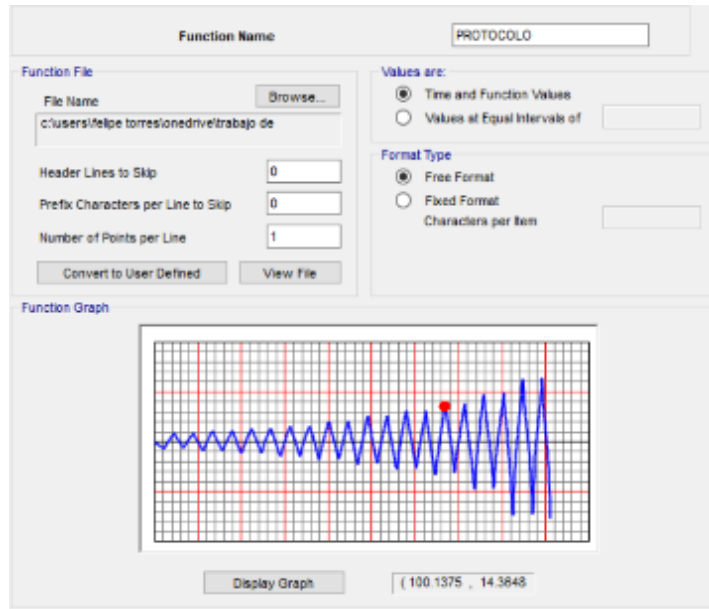 Function Name
PROTOCOLO
Function File
File Name
Browse...
c:\users\felipe torres\onedrive\trabajo de
Header Lines to Skip
0
Prefix Characters per Line to Skip
0
Number of Points per Line
1
Convert to User Defined
View File
Values are:
Time and Function Values
Values at Equal Intervals of
Format Type
Free Format
Fixed Format
Characters per Item
Function Graph
Display Graph
( 100.1375 , 14.3648